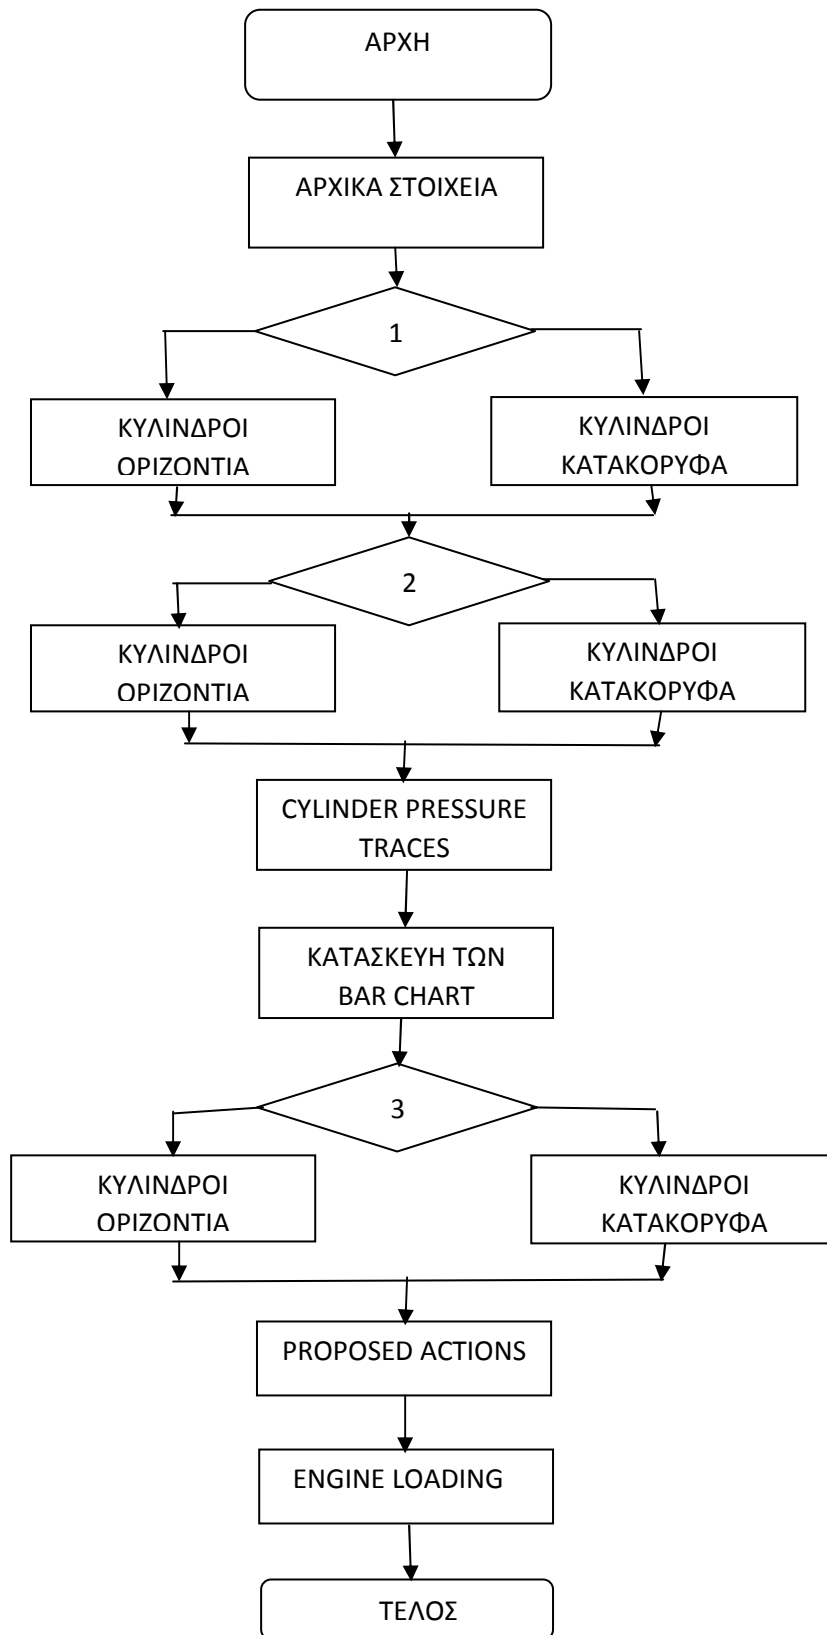 ΑΡΧΗ
ΑΡΧΙΚΑ ΣΤΟΙΧΕΙΑ
1
ΚΥΛΙΝΔΡΟΙ
ΟΡΙΖΟΝΤΙΑ
ΚΥΛΙΝΔΡΟΙ
ΚΑΤΑΚΟΡΥΦΑ
2
ΚΥΛΙΝΔΡΟΙ
ΟΡΙΖΟΝΤΙΑ
ΚΥΛΙΝΔΡΟΙ
ΚΑΤΑΚΟΡΥΦΑ
CYLINDER PRESSURE
TRACES
ΚΑΤΑΣΚΕΥΗ ΤΩΝ
BAR CHART
3
ΚΥΛΙΝΔΡΟΙ
ΟΡΙΖΟΝΤΙΑ
ΚΥΛΙΝΔΡΟΙ
ΚΑΤΑΚΟΡΥΦΑ
PROPOSED ACTIONS
ENGINE LOADING
ΤΕΛΟΣ